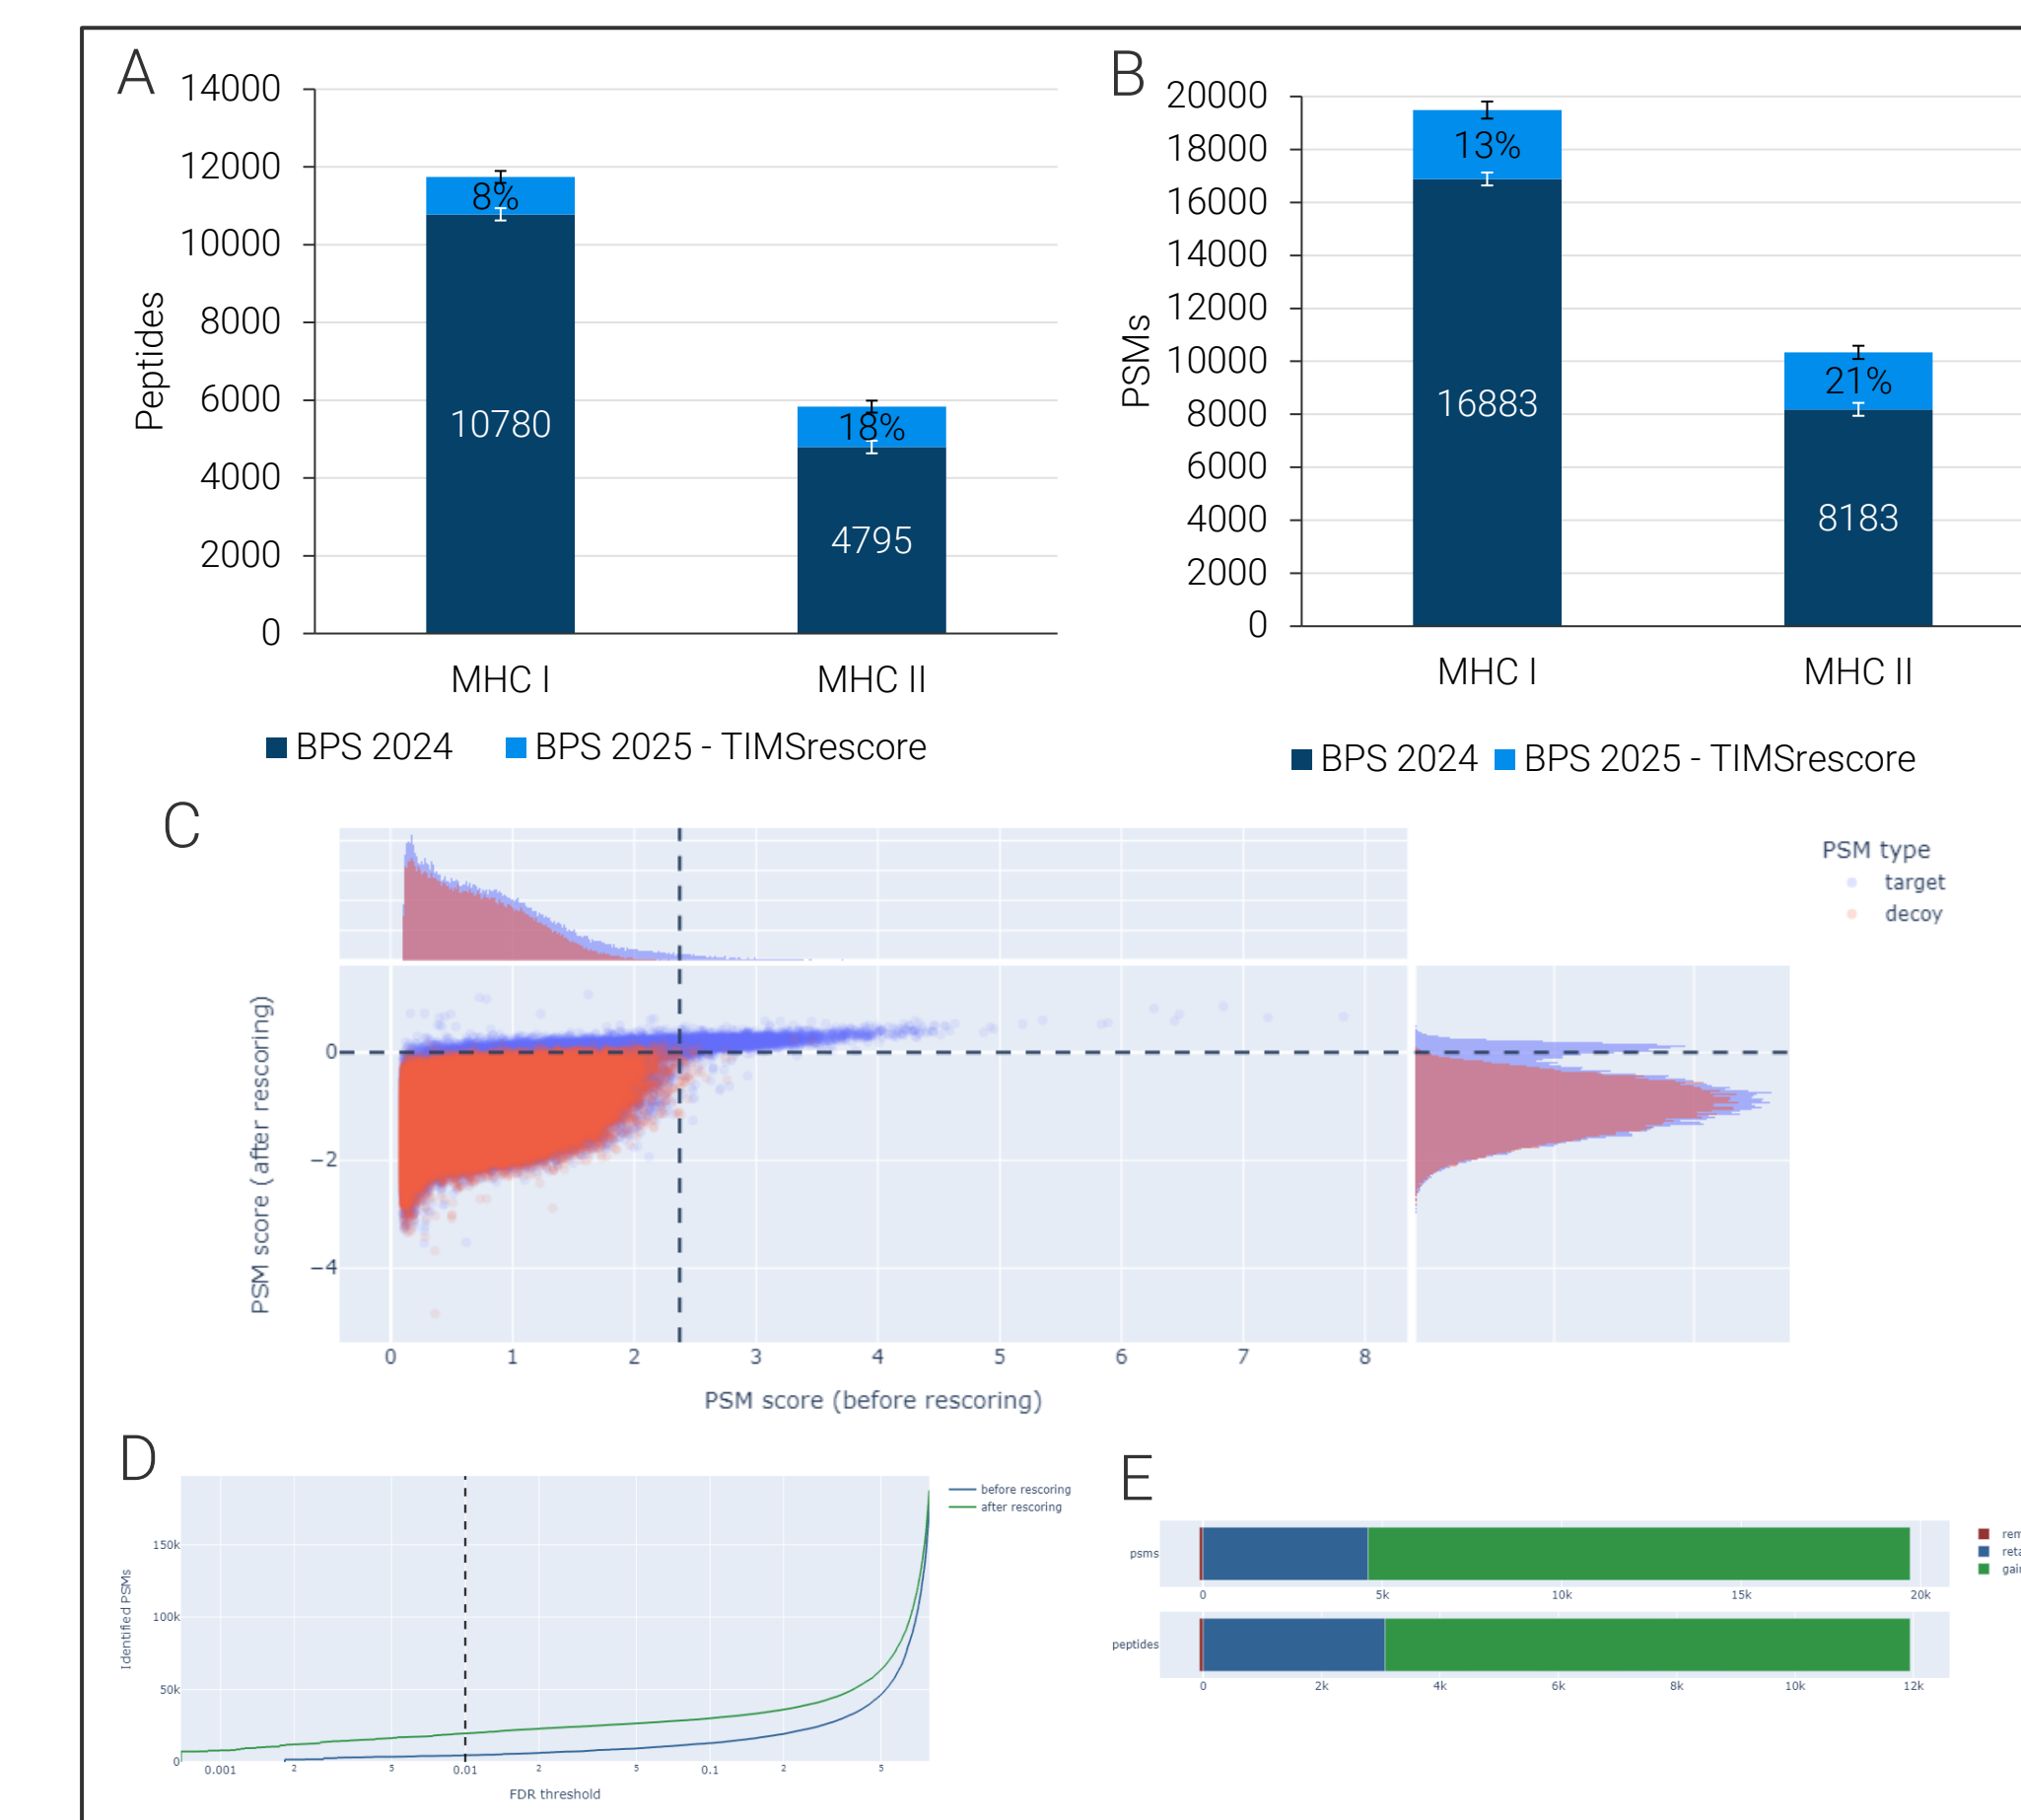 A
14000
12000
10000
8000
6000
4000
2000
0
Peptides
8%
10780
18%
4795
MHC I
MHC II
BPS 2024
BPS 2025 - TIMSrescore
B
20000
18000
16000
14000
12000
10000
8000
6000
4000
2000
0
PSMs
13%
16883
21%
8183
MHC I
MHC II
BPS 2024
BPS 2025 - TIMSrescore
C
PSM type
target
decoy
PSM score (after rescoring)
0
−2
−4
0 1 2 3 4 5 6 7 8
PSM score (before rescoring)
D
before rescoring
after rescoring
Identified PSMs
150k
100k
50k
0
0.001 2 5 0.01 2 5 0.1 2 5
FDR threshold
E
psms
0 5k 10k 15k 20k
peptides
0 2k 4k 6k 8k 10k 12k